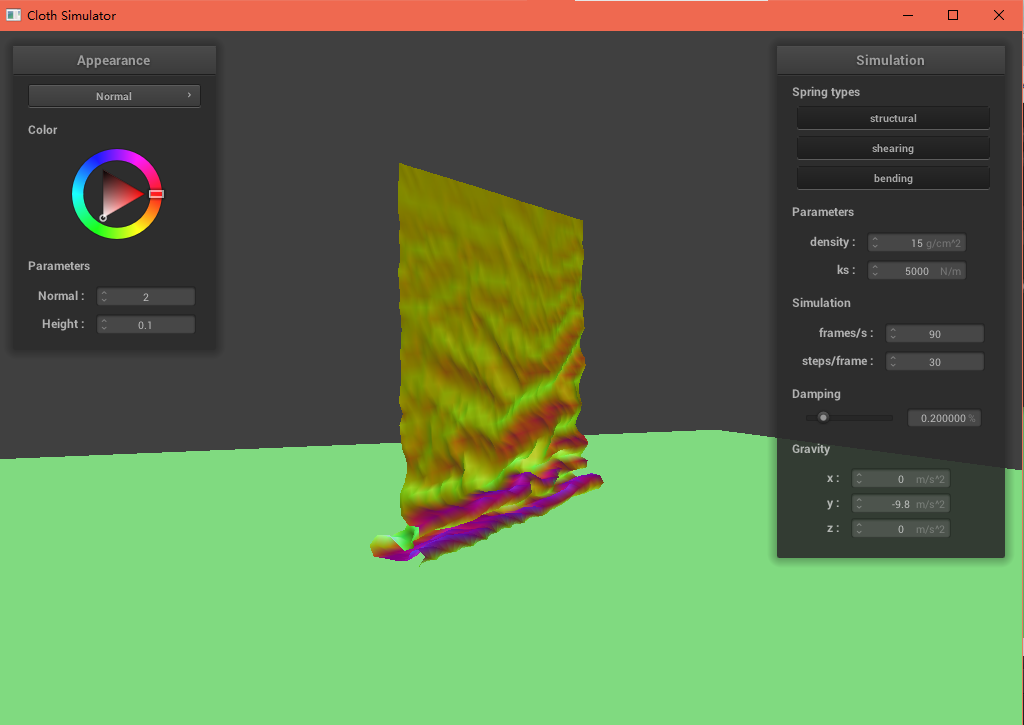 Cloth Simulator
Appearance
Normal
Color
Parameters
Normal : 2
Height : 0.1
Simulation
Spring types
structural
shearing
bending
Parameters
density : 15 g/cm^2
ks : 5000 N/m
Simulation
frames/s : 90
steps/frame : 30
Damping
0.200000 %
Gravity
x : 0 m/s^2
y : -9.8 m/s^2
z : 0 m/s^2